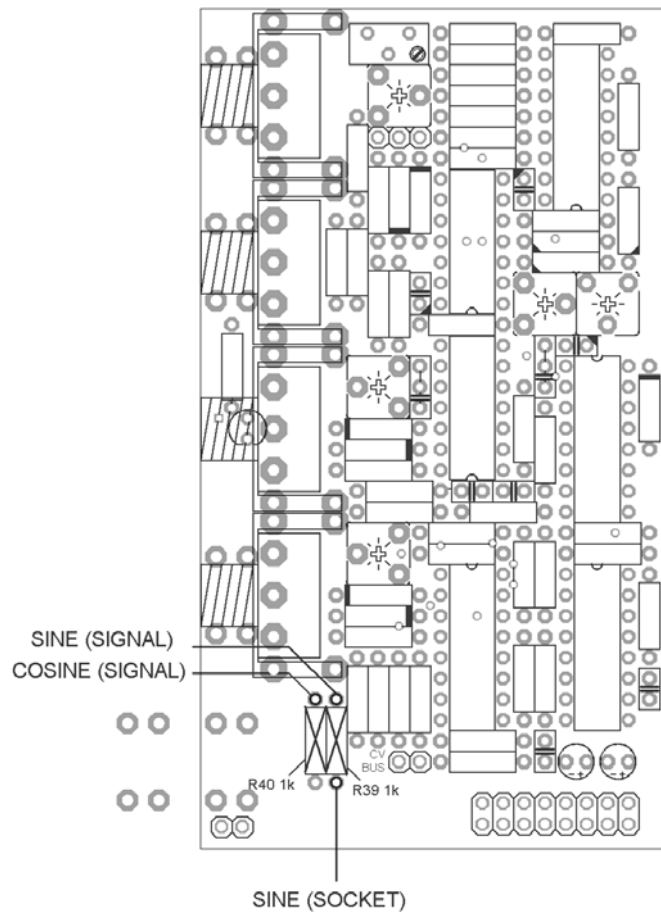 SINE (SIGNAL)
COSINE (SIGNAL)
CV
BUS
R40 1k
R39 1k
SINE (SOCKET)